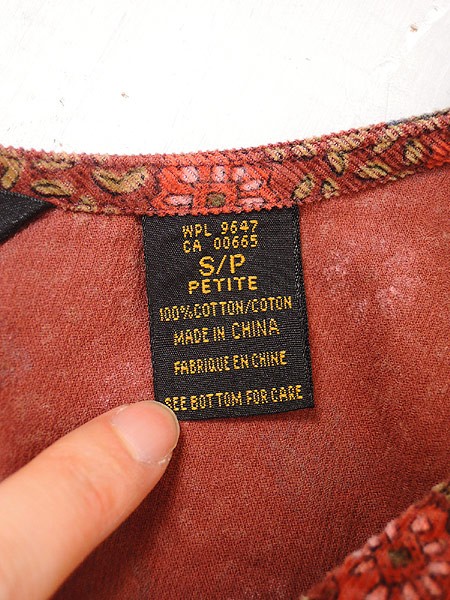 WPL 9647
CA 00665
S/P
PETITE
100%COTTON/COTON
MADE IN CHINA
FABRIQUE EN CHINE
SEE BOTTOM FOR CARE